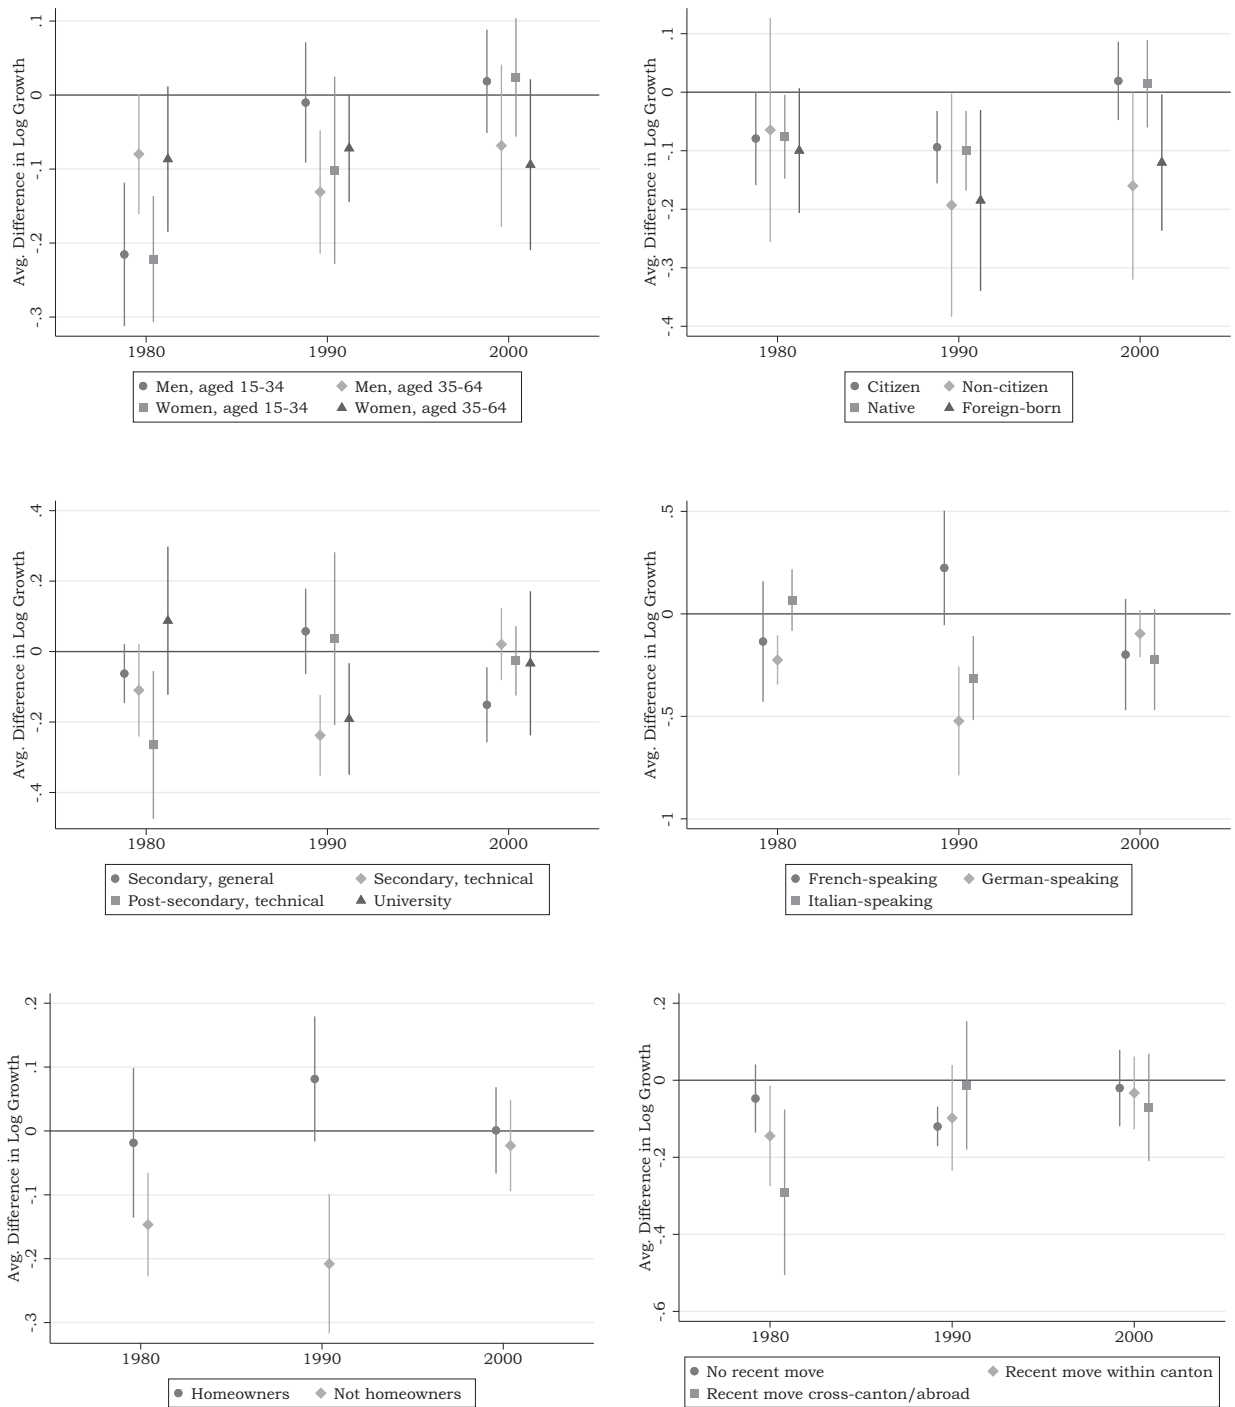 Avg. Difference in Log Growth
.1
0
-.1
-.2
-.3
1980 1990 2000
Men, aged 15-34 Men, aged 35-64
Women, aged 15-34 Women, aged 35-64
Avg. Difference in Log Growth
.1
0
-.1
-.2
-.3
-.4
1980 1990 2000
Citizen Non-citizen
Native Foreign-born
Avg. Difference in Log Growth
.4
.2
0
-.2
-.4
1980 1990 2000
Secondary, general Secondary, technical
Post-secondary, technical University
Avg. Difference in Log Growth
.5
0
-.5
-1
1980 1990 2000
French-speaking German-speaking
Italian-speaking
Avg. Difference in Log Growth
.2
.1
0
-.1
-.2
-.3
1980 1990 2000
Homeowners Not homeowners
Avg. Difference in Log Growth
.2
0
-.2
-.4
-.6
1980 1990 2000
No recent move Recent move within canton
Recent move cross-canton/abroad